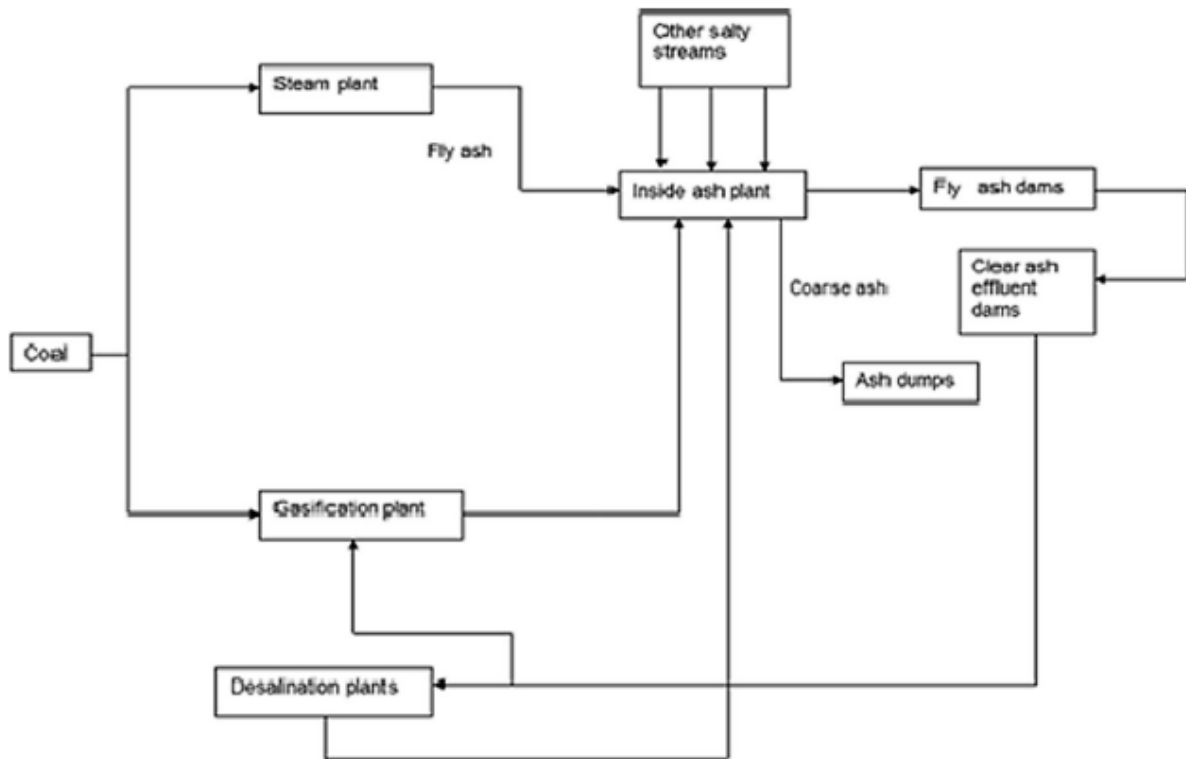 Other salty
streams
Steam plant
Fly ash
Inside ash plant
Fly ash dams
Clear ash
effluent
dams
Coarse ash
Coal
Ash dumps
Gasification plant
Desalination plants